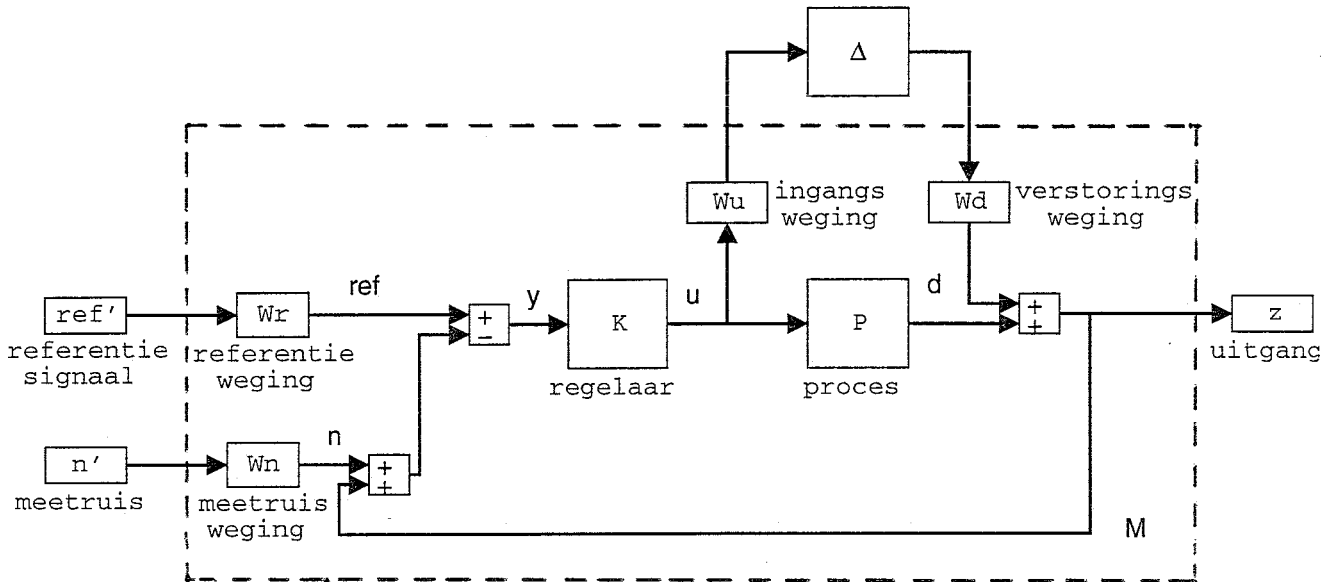 Δ
Wu
ingangs
weging
Wd
verstorings
weging
ref'
referentie
signaal
Wr
referentie
weging
ref
+
−
y
K
regelaar
u
P
proces
d
+
+
z
uitgang
n'
meetruis
Wn
meetruis
weging
n
+
+
M